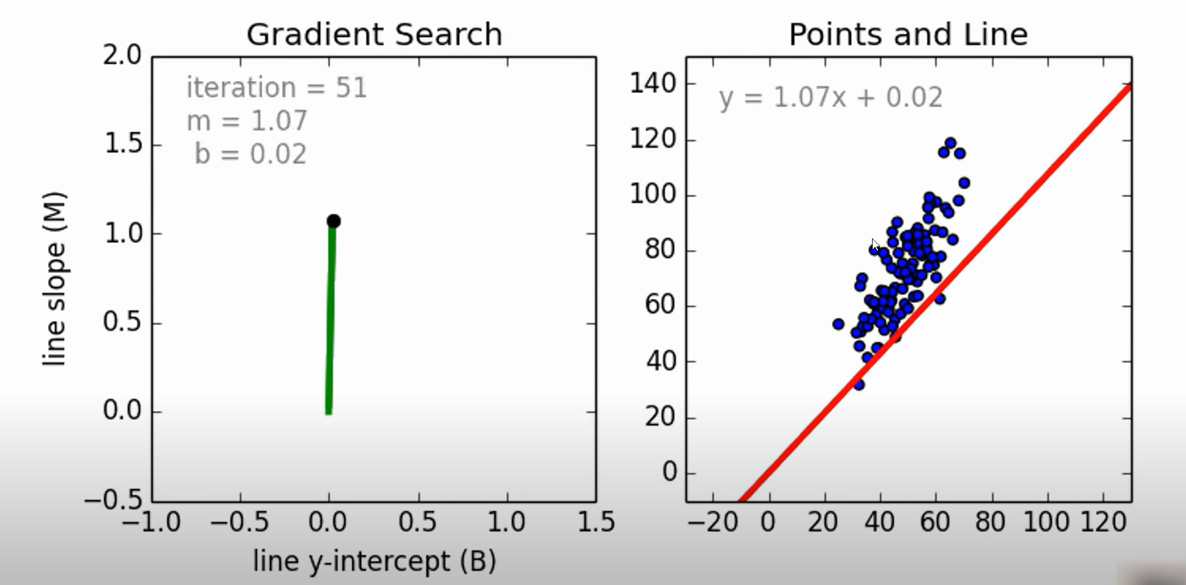 Gradient Search
2.0
1.5
1.0
0.5
0.0
−0.5
line slope (M)
iteration = 51
m = 1.07
b = 0.02
−1.0 −0.5 0.0 0.5 1.0 1.5
line y-intercept (B)
Points and Line
140
120
100
80
60
40
20
0
y = 1.07x + 0.02
−20 0 20 40 60 80 100 120